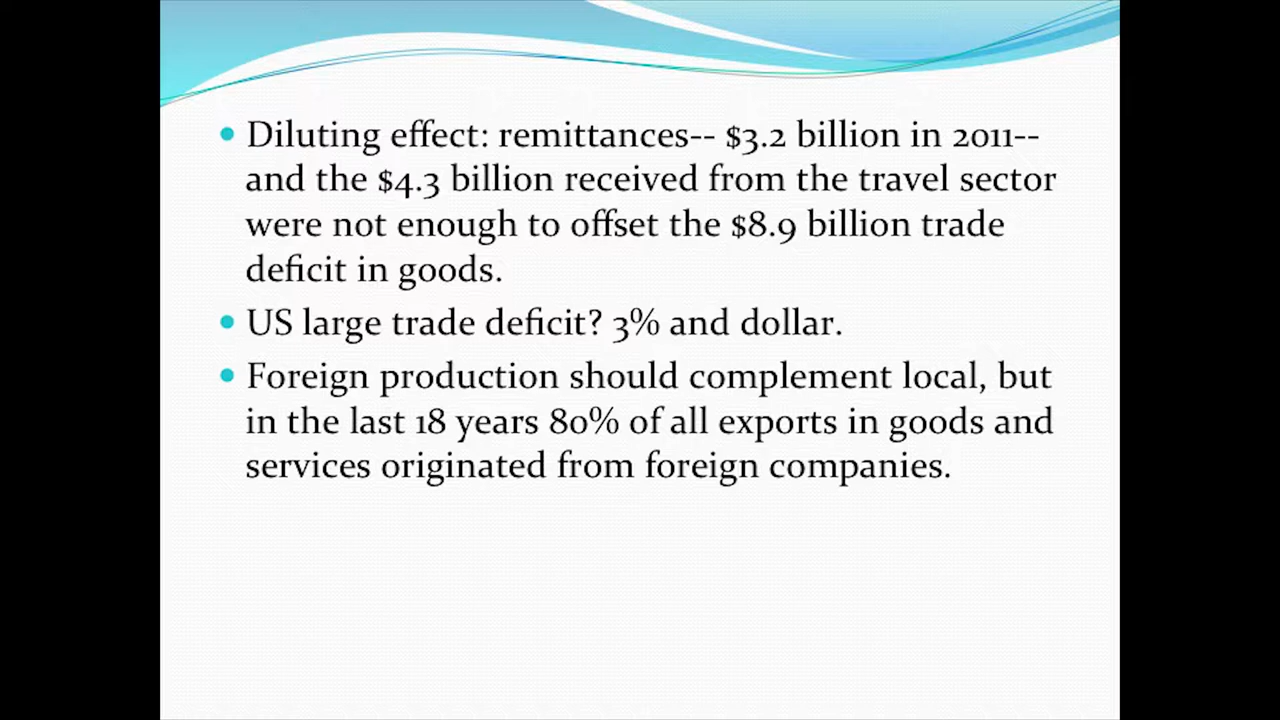 • Diluting effect: remittances-- $3.2 billion in 2011--
and the $4.3 billion received from the travel sector
were not enough to offset the $8.9 billion trade
deficit in goods.
• US large trade deficit? 3% and dollar.
• Foreign production should complement local, but
in the last 18 years 80% of all exports in goods and
services originated from foreign companies.